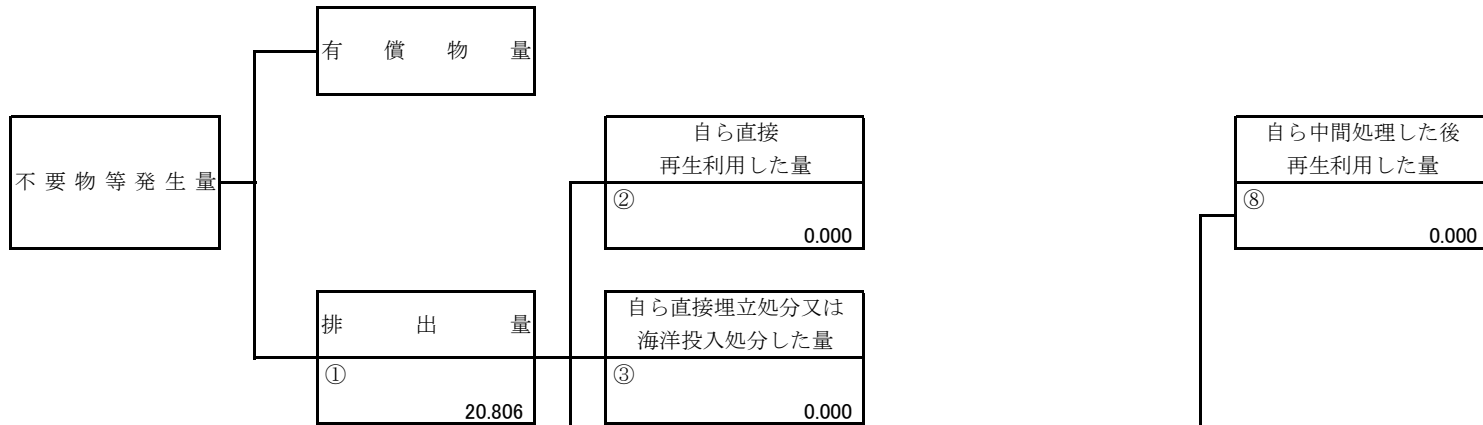 有償物量
不要物等発生量
自ら直接
再生利用した量
②
0.000
自ら中間処理した後
再生利用した量
⑧
0.000
排出量
①
20.806
自ら直接埋立処分又は
海洋投入処分した量
③
0.000